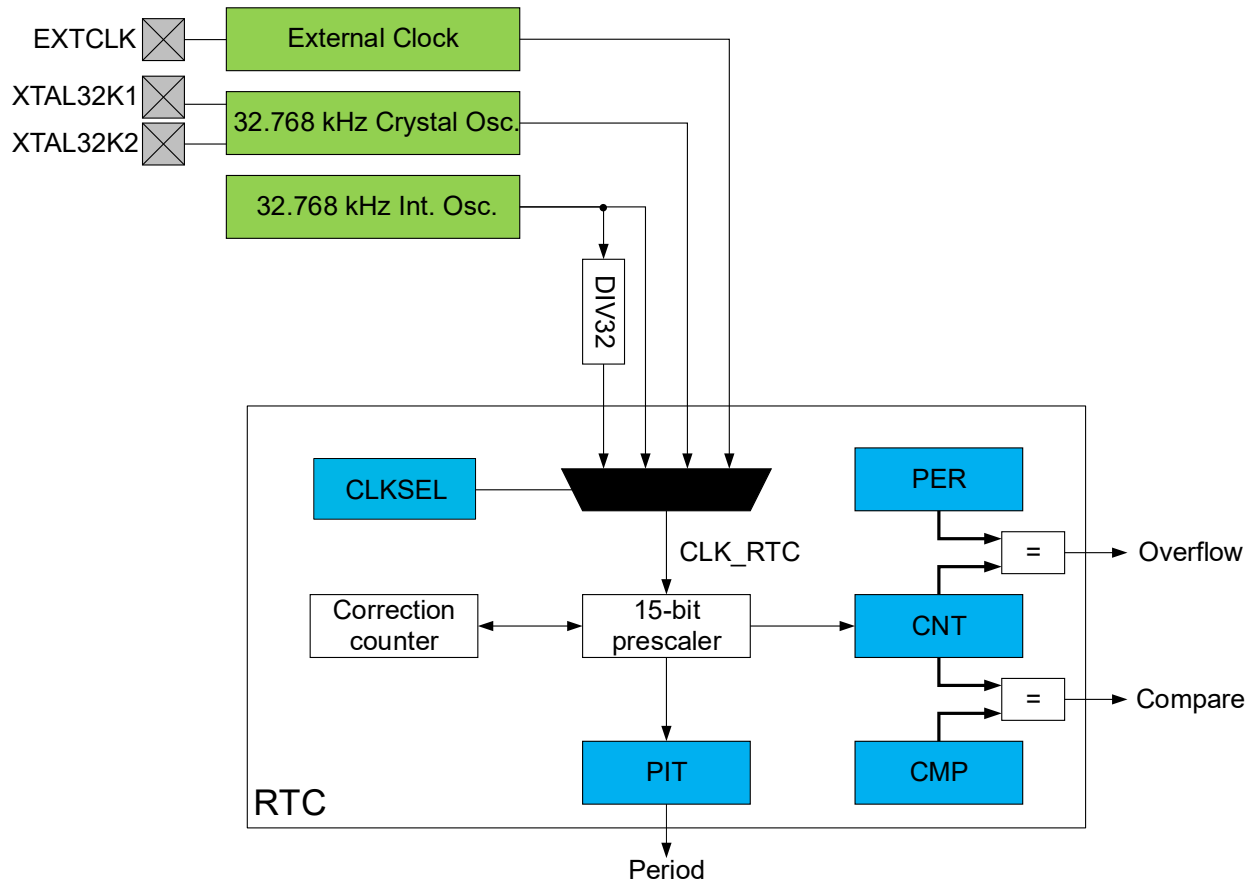 EXTCLK
External Clock
XTAL32K1
XTAL32K2
32.768 kHz Crystal Osc.
32.768 kHz Int. Osc.
DIV32
CLKSEL
PER
CLK_RTC
=
Overflow
Correction
counter
15-bit
prescaler
CNT
=
Compare
PIT
CMP
RTC
Period